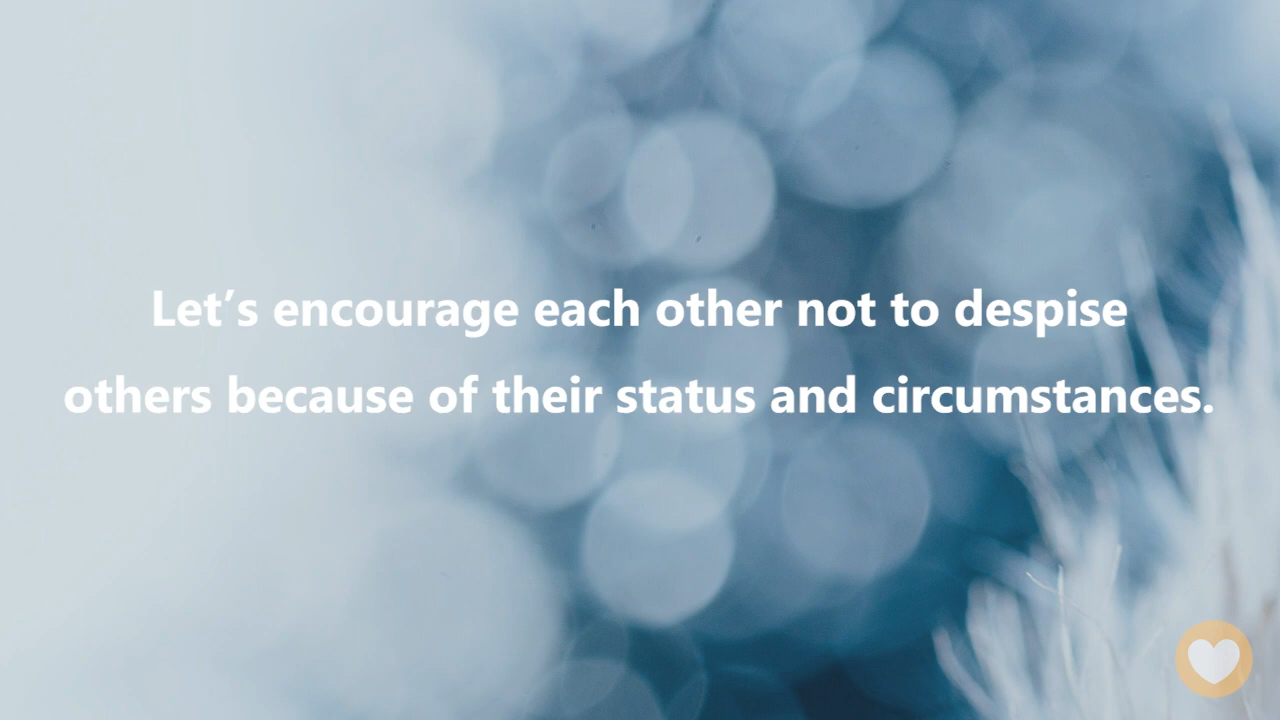 Let’s encourage each other not to despise
others because of their status and circumstances.